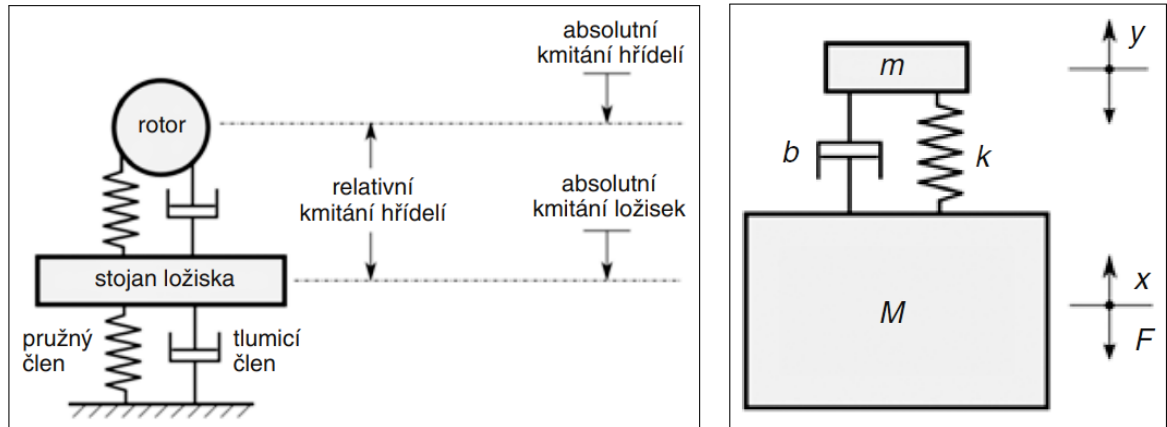 absolutní
kmitání hřídelí
rotor
relativní
kmitání hřídelí
absolutní
kmitání ložisek
stojan ložiska
pružný
člen
tlumicí
člen
y
m
b
k
x
M
F